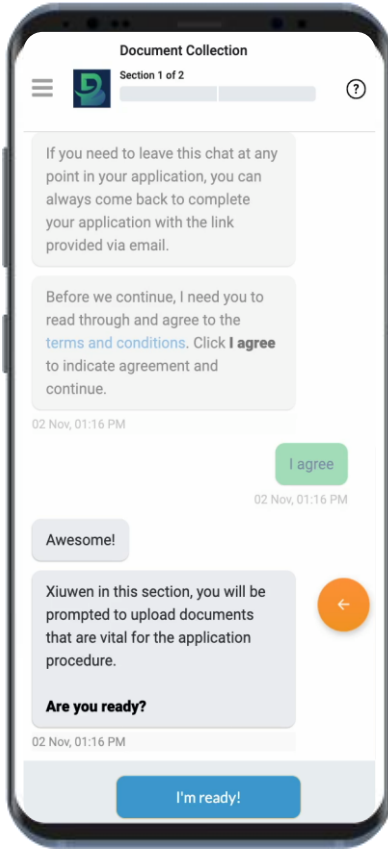 Document Collection
Section 1 of 2
?
If you need to leave this chat at any
point in your application, you can
always come back to complete
your application with the link
provided via email.
Before we continue, I need you to
read through and agree to the
terms and conditions. Click I agree
to indicate agreement and
continue.
02 Nov, 01:16 PM
I agree
02 Nov, 01:16 PM
Awesome!
Xiuwen in this section, you will be
prompted to upload documents
that are vital for the application
procedure.
Are you ready?
02 Nov, 01:16 PM
I'm ready!